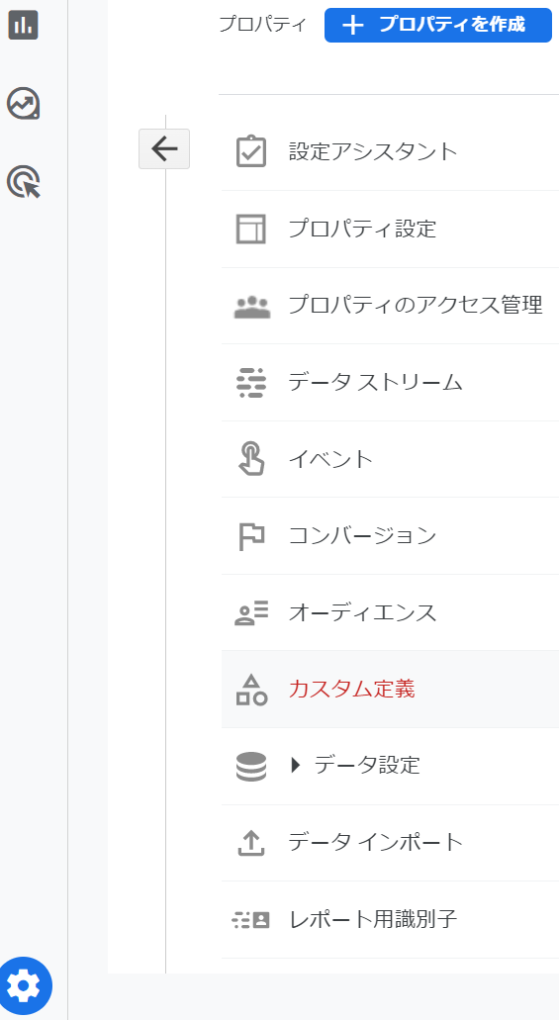 プロパティ
プロパティを作成
設定アシスタント
プロパティ設定
プロパティのアクセス管理
データ ストリーム
イベント
コンバージョン
オーディエンス
カスタム定義
データ設定
データ インポート
レポート用識別子